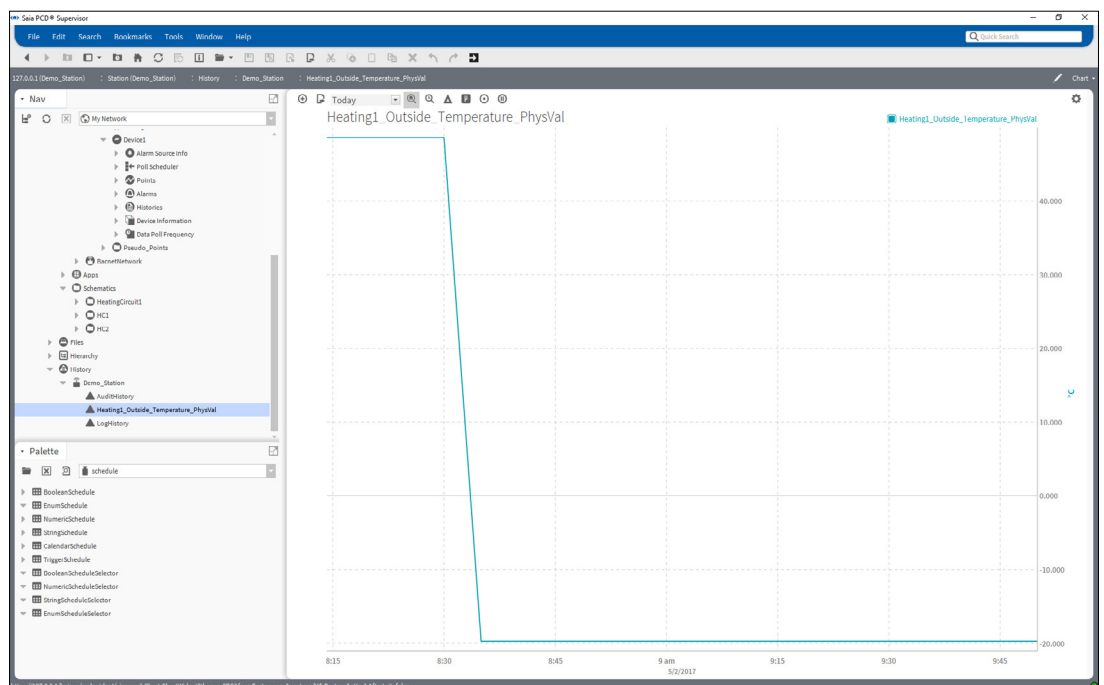 Saia PCD® Supervisor
File Edit Search Bookmarks Tools Window Help
Quick Search
127.0.0.1 (Demo_Station) : Station (Demo_Station) : History : Demo_Station : Heating1_Outside_Temperature_PhysVal
Chart
Nav
My Network
Device1
Alarm Source Info
Poll Scheduler
Points
Alarms
Historics
Device Information
Data Poll Frequency
Pseudo_Points
BacnetNetwork
Apps
Schematics
HeatingCircuit1
HC1
HC2
Files
Hierarchy
History
Demo_Station
AuditHistory
Heating1_Outside_Temperature_PhysVal
LogHistory
Palette
schedule
BooleanSchedule
EnumSchedule
NumericSchedule
StringSchedule
CalendarSchedule
TriggerSchedule
BooleanScheduleSelector
NumericScheduleSelector
StringScheduleSelector
EnumScheduleSelector
Today
Heating1_Outside_Temperature_PhysVal
Heating1_Outside_Temperature_PhysVal
40.000
30.000
20.000
°C
10.000
0.000
-10.000
-20.000
8:15 8:30 8:45 9 am 9:15 9:30 9:45
5/2/2017